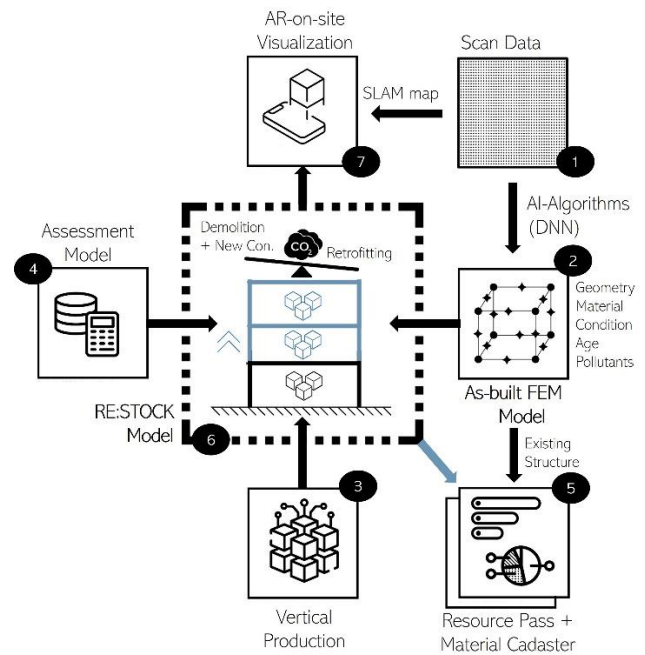 AR-on-site
Visualization
Scan Data
SLAM map
7
1
AI-Algorithms
(DNN)
Assessment
Model
4
Demolition
+ New Con.
CO2
Retrofitting
2
Geometry
Material
Condition
Age
Pollutants
As-built FEM
Model
RE:STOCK
Model
6
Existing
Structure
3
5
Vertical
Production
Resource Pass +
Material Cadaster